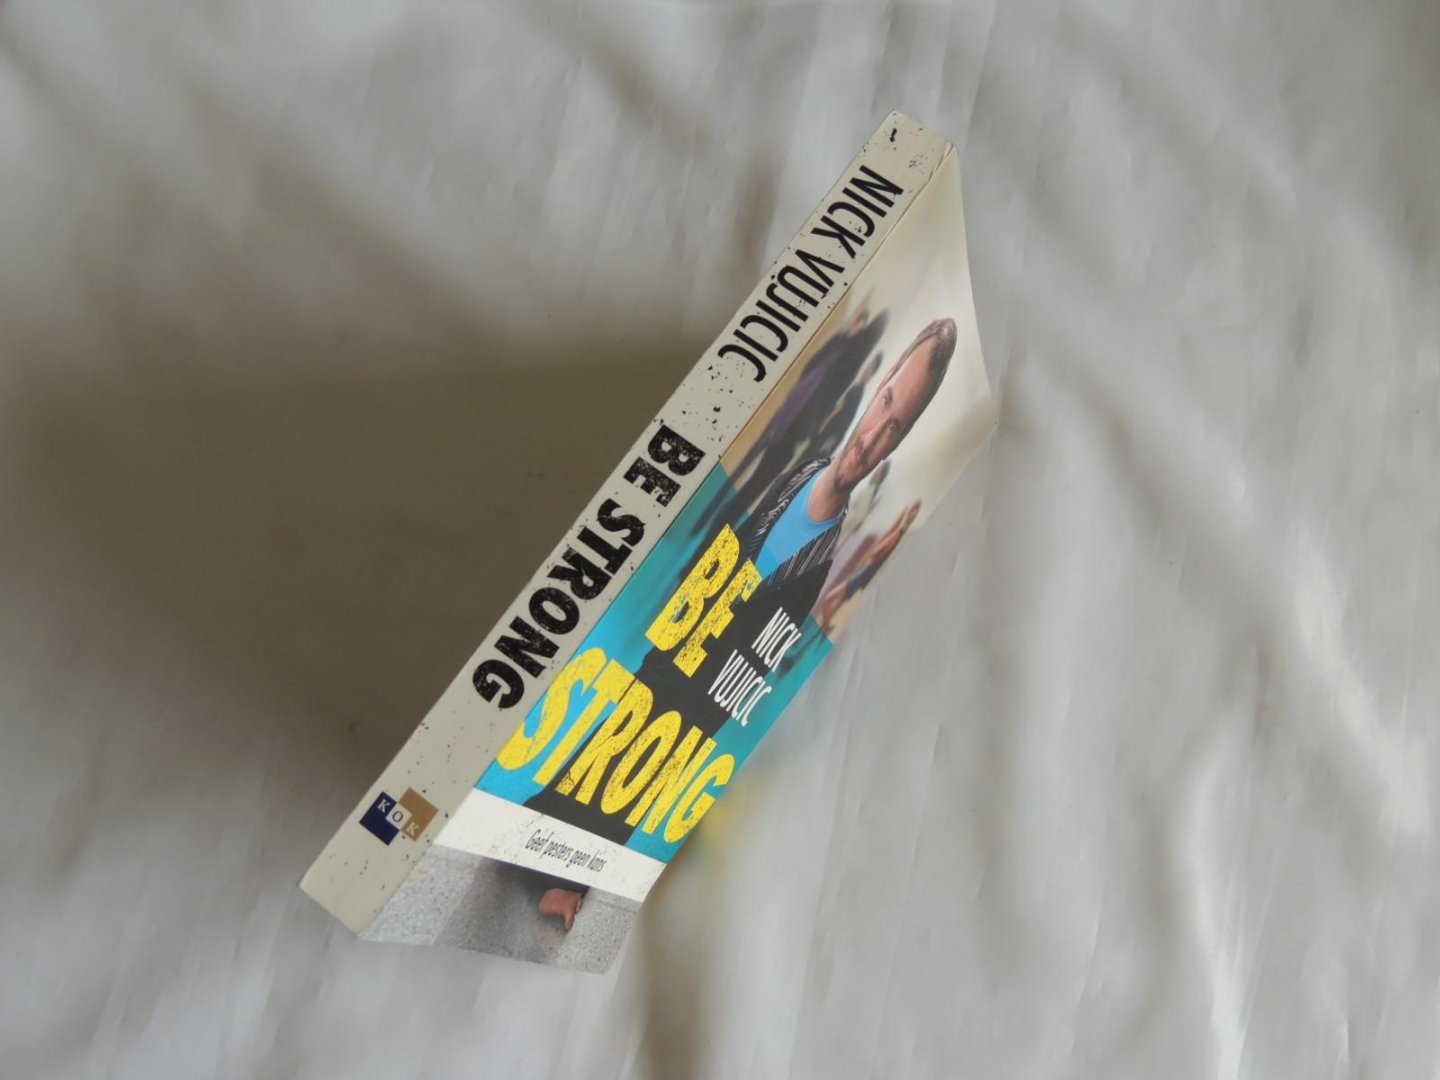 NICK VUJICIC BE STRONG
KOK
BE
STRONG
NICK
VUJICIC
Geef pesters geen kans